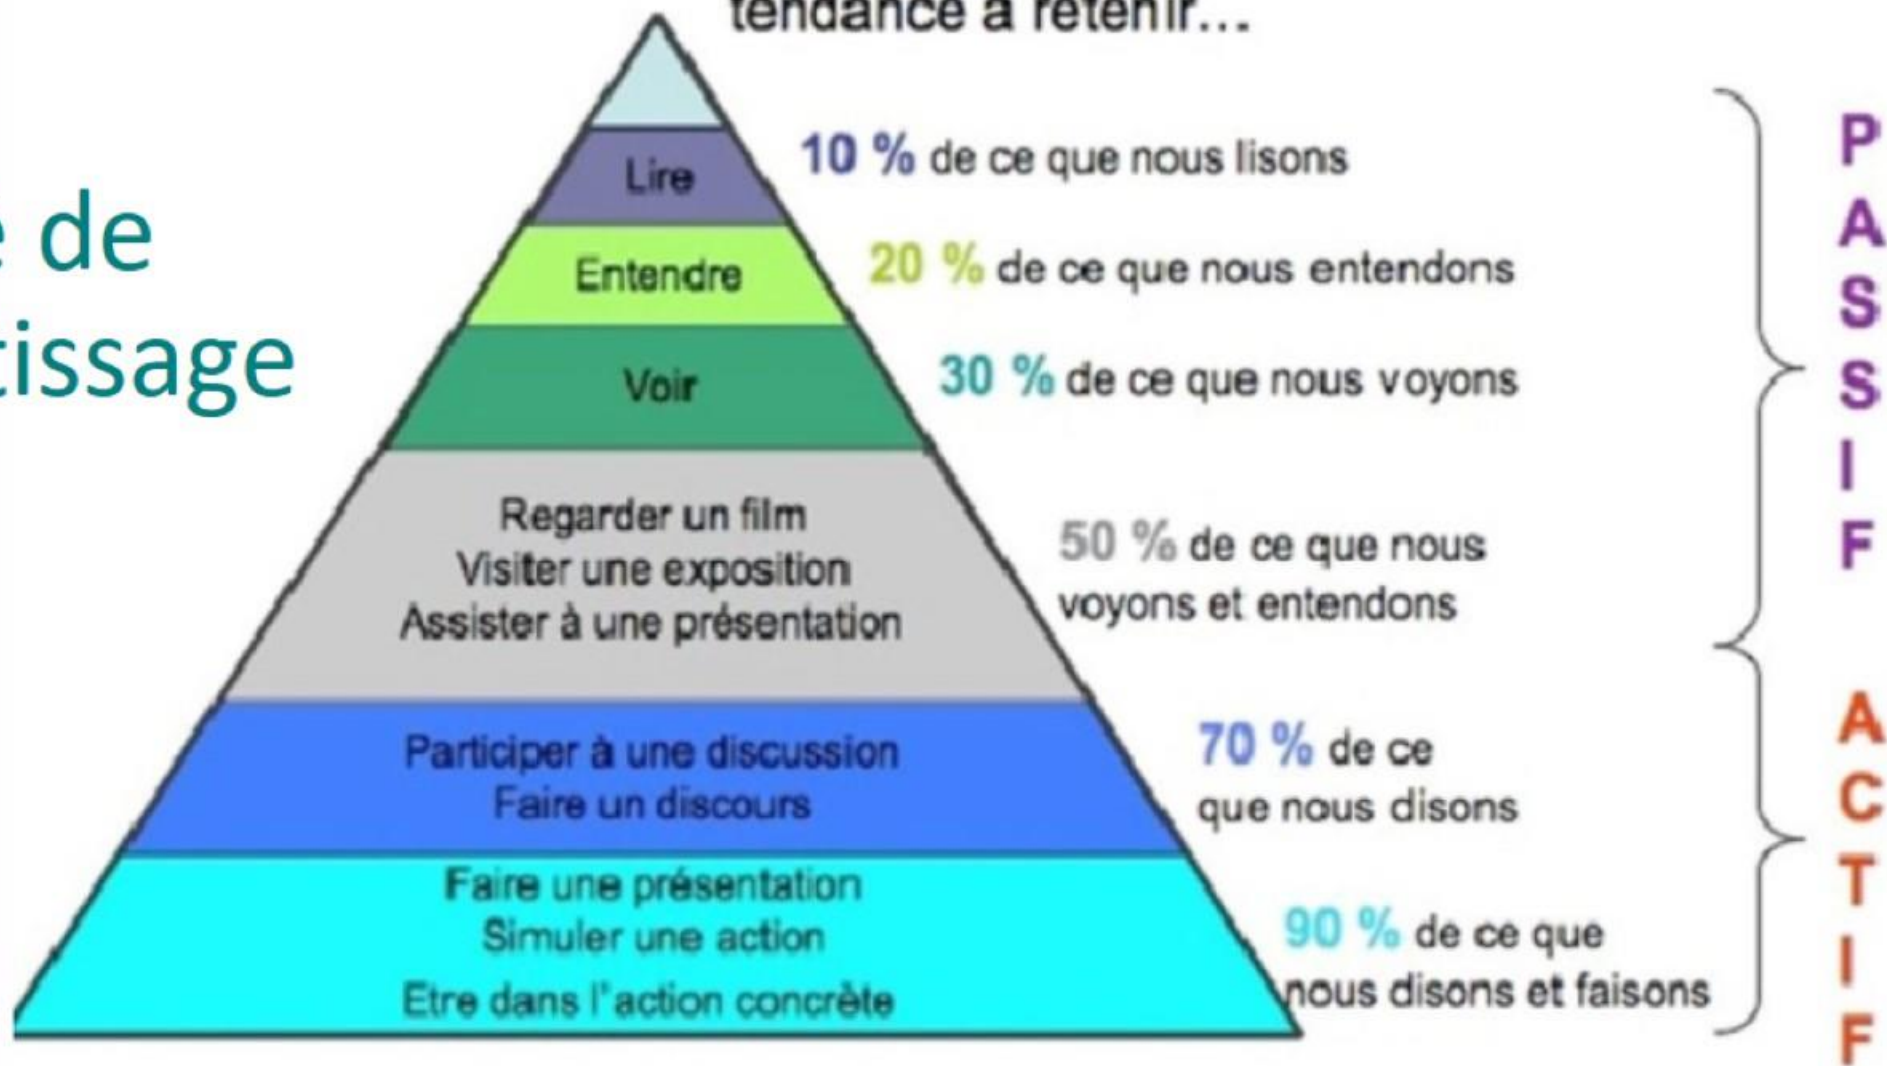 tendance à retenir...
e de
tissage
Lire
10 % de ce que nous lisons
Entendre
20 % de ce que nous entendons
Voir
30 % de ce que nous voyons
Regarder un film
Visiter une exposition
Assister à une présentation
50 % de ce que nous
voyons et entendons
Participer à une discussion
Faire un discours
70 % de ce
que nous disons
Faire une présentation
Simuler une action
Etre dans l'action concrète
90 % de ce que
nous disons et faisons
PASSIF
ACTIF